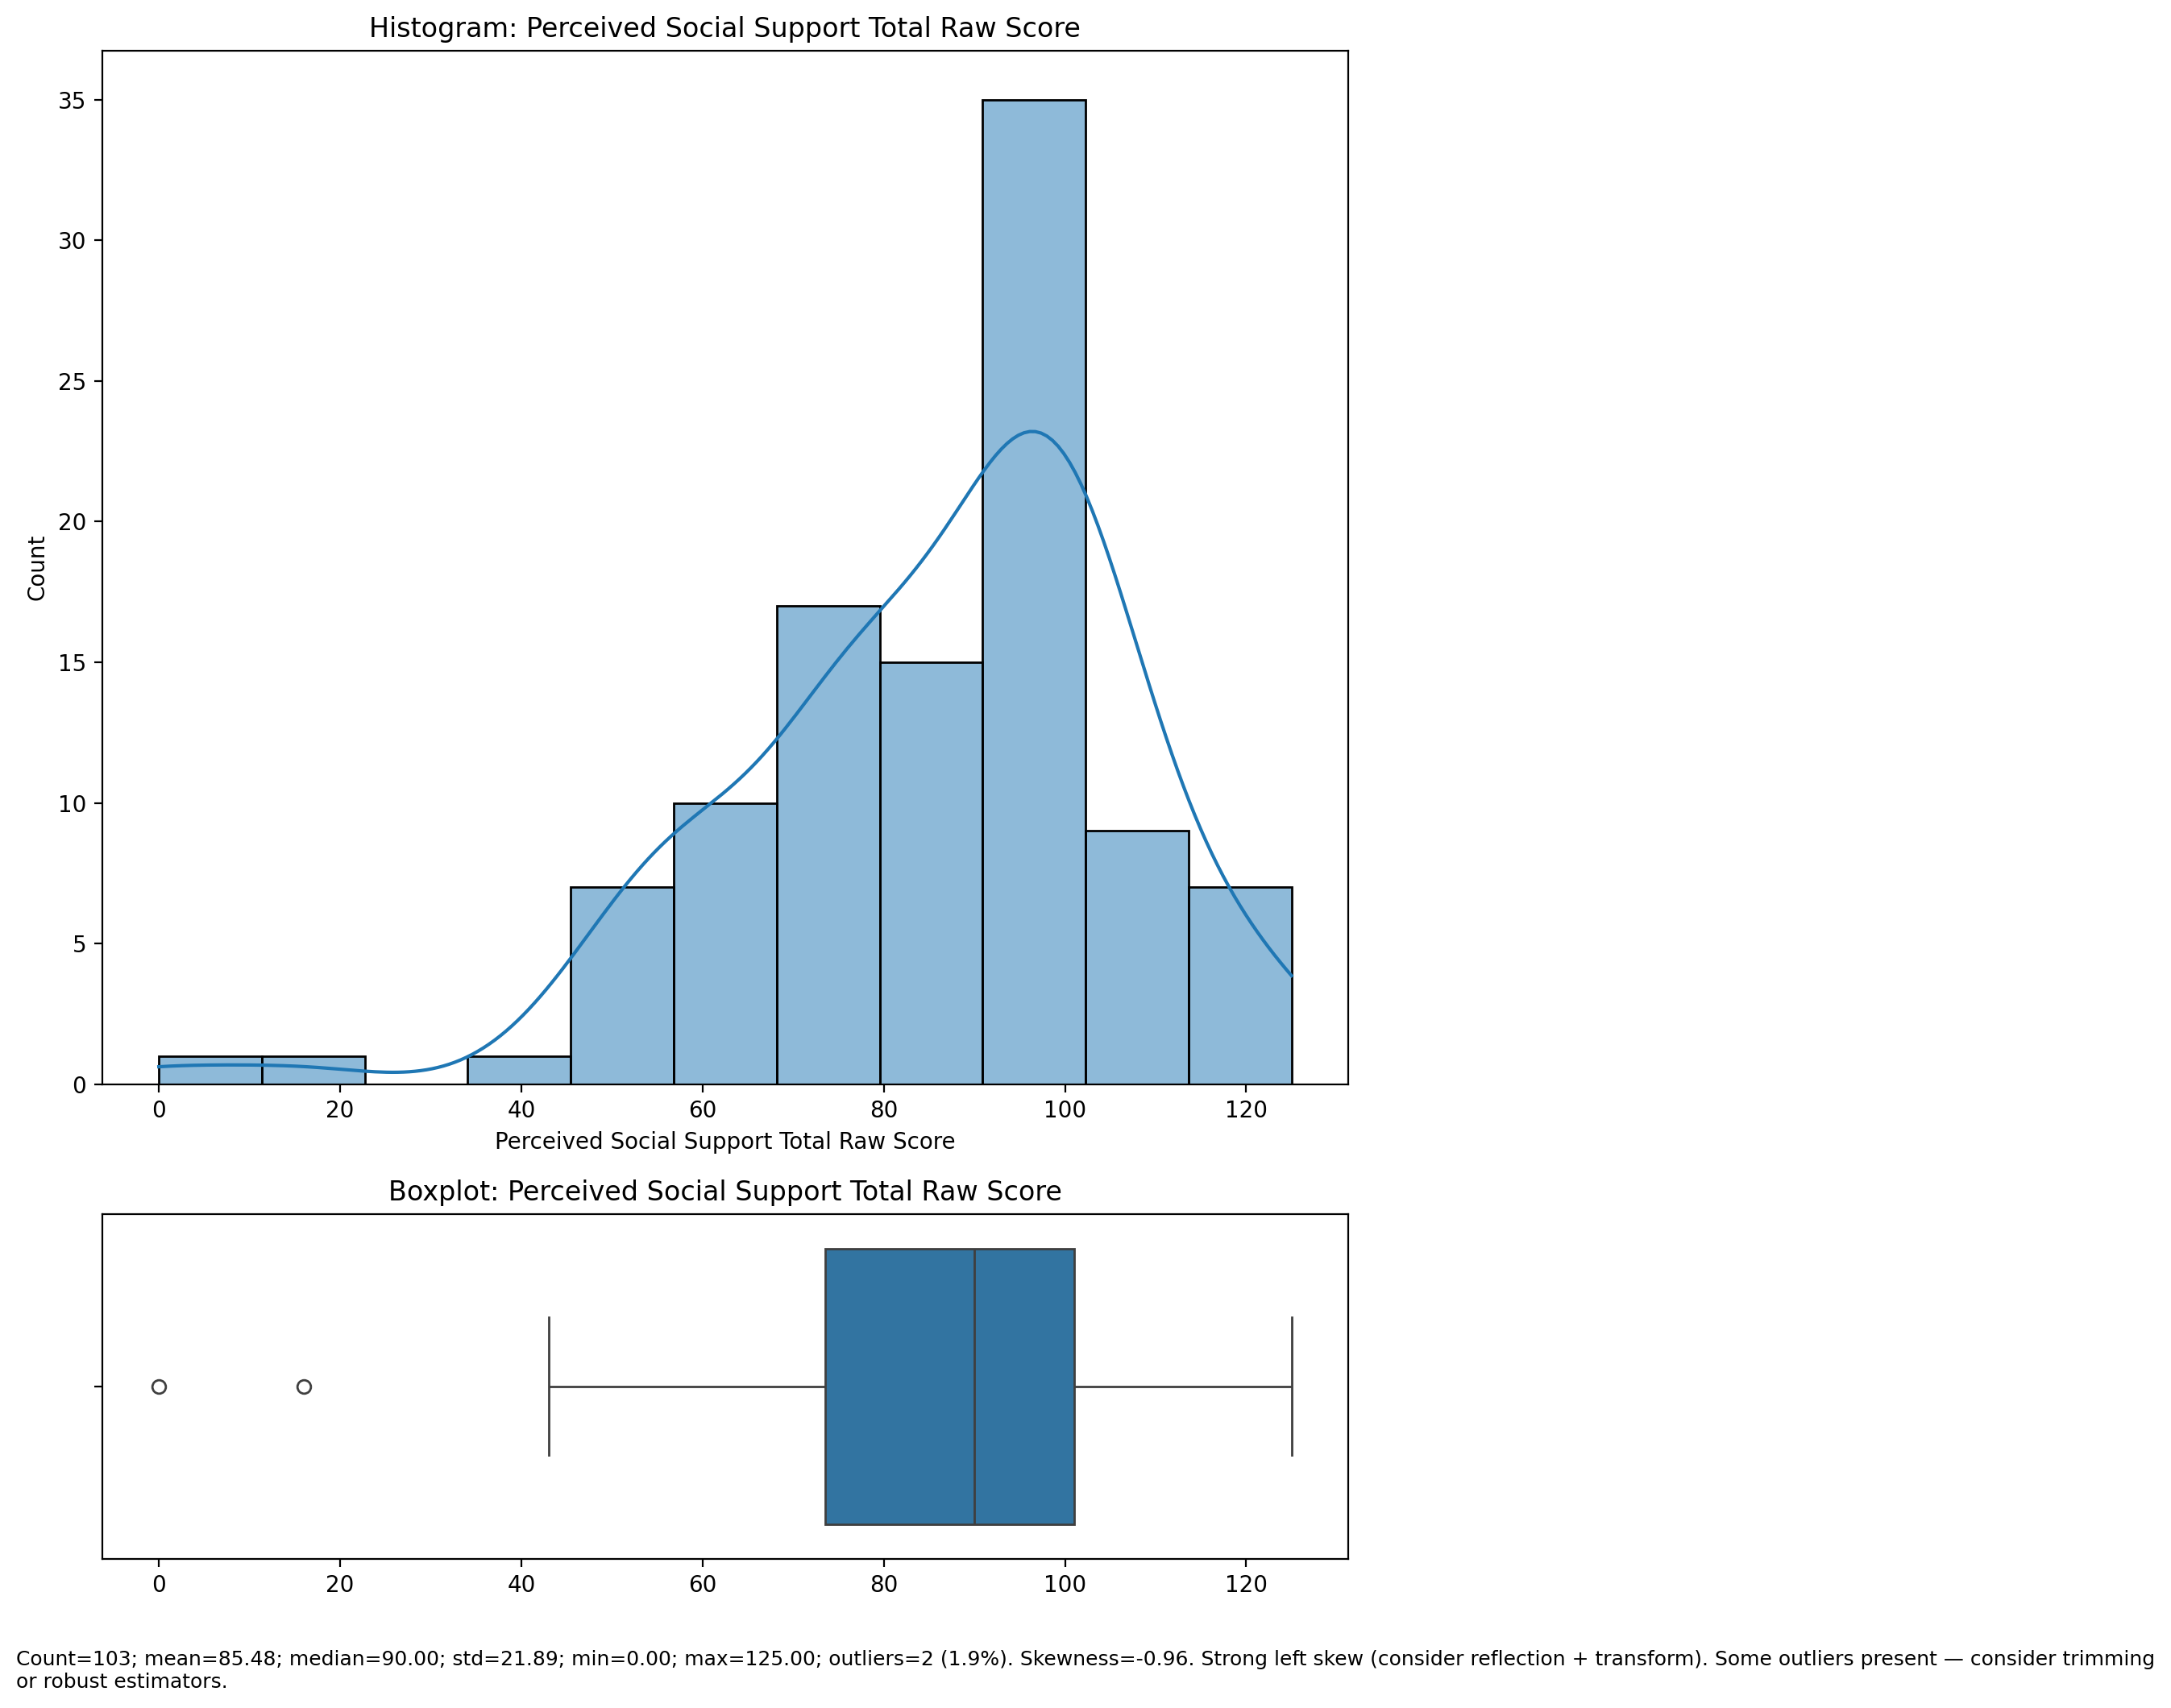 Histogram: Perceived Social Support Total Raw Score
35
30
25
20
15
10
5
0
Count
0 20 40 60 80 100 120
Perceived Social Support Total Raw Score
Boxplot: Perceived Social Support Total Raw Score
0 20 40 60 80 100 120
Count=103; mean=85.48; median=90.00; std=21.89; min=0.00; max=125.00; outliers=2 (1.9%). Skewness=-0.96. Strong left skew (consider reflection + transform). Some outliers present — consider trimming
or robust estimators.